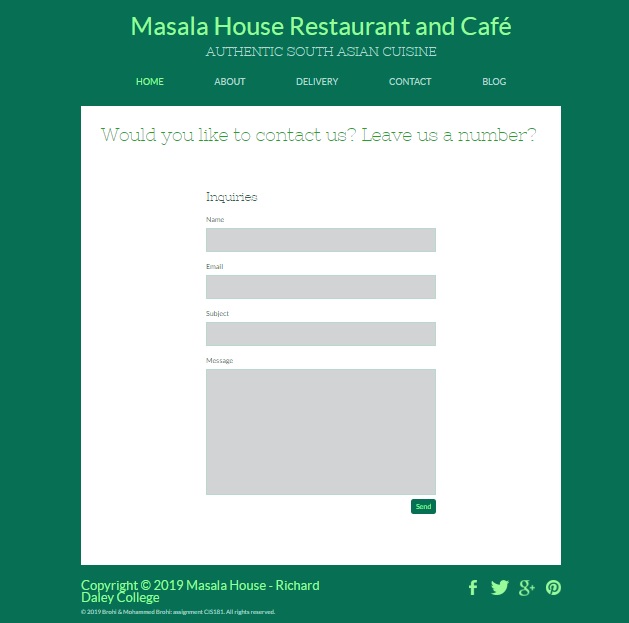 Masala House Restaurant and Café
AUTHENTIC SOUTH ASIAN CUISINE
HOME ABOUT DELIVERY CONTACT BLOG
Would you like to contact us? Leave us a number?
Inquiries
Name
Email
Subject
Message
Send
Copyright © 2019 Masala House - Richard
Daley College
© 2019 Brohi & Mohammed Brohi: assignment CIS181. All rights reserved.